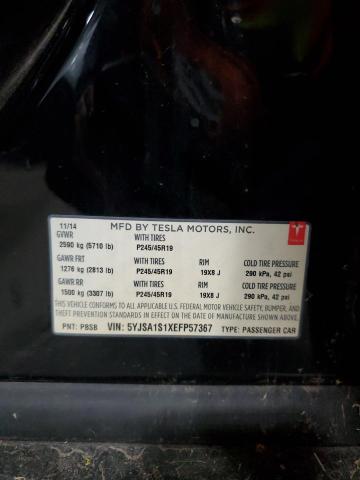 11/14 MFD BY TESLA MOTORS, INC.
GVWR WITH TIRES
2590 kg (5710 lb) P245/45R19
GAWR FRT WITH TIRES RIM COLD TIRE PRESSURE
1276 kg (2813 lb) P245/45R19 19X8 J 290 kPa, 42 psi
GAWR RR WITH TIRES RIM COLD TIRE PRESSURE
1500 kg (3307 lb) P245/45R19 19X8 J 290 kPa, 42 psi
THIS VEHICLE CONFORMS TO ALL APPLICABLE FEDERAL MOTOR VEHICLE SAFETY, BUMPER, AND
THEFT PREVENTION STANDARDS IN EFFECT ON THE DATE OF MANUFACTURE SHOWN ABOVE.
PNT: PBSB VIN: 5YJSA1S1XEFP57367 TYPE: PASSENGER CAR